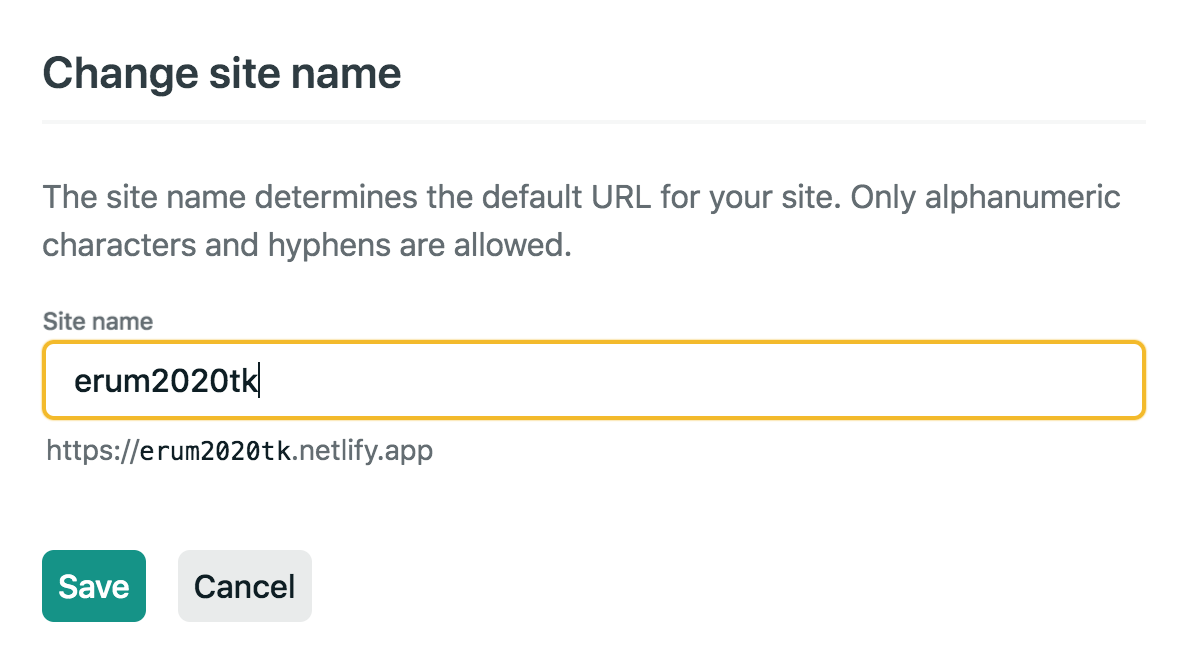 Change site name
The site name determines the default URL for your site. Only alphanumeric
characters and hyphens are allowed.
Site name
erum2020tk
https://erum2020tk.netlify.app
Save Cancel